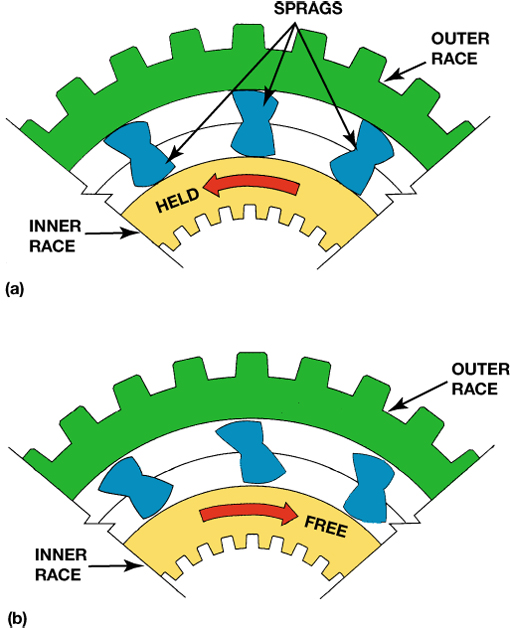 SPRAGS
OUTER
RACE
HELD
INNER
RACE
(a)
OUTER
RACE
FREE
INNER
RACE
(b)